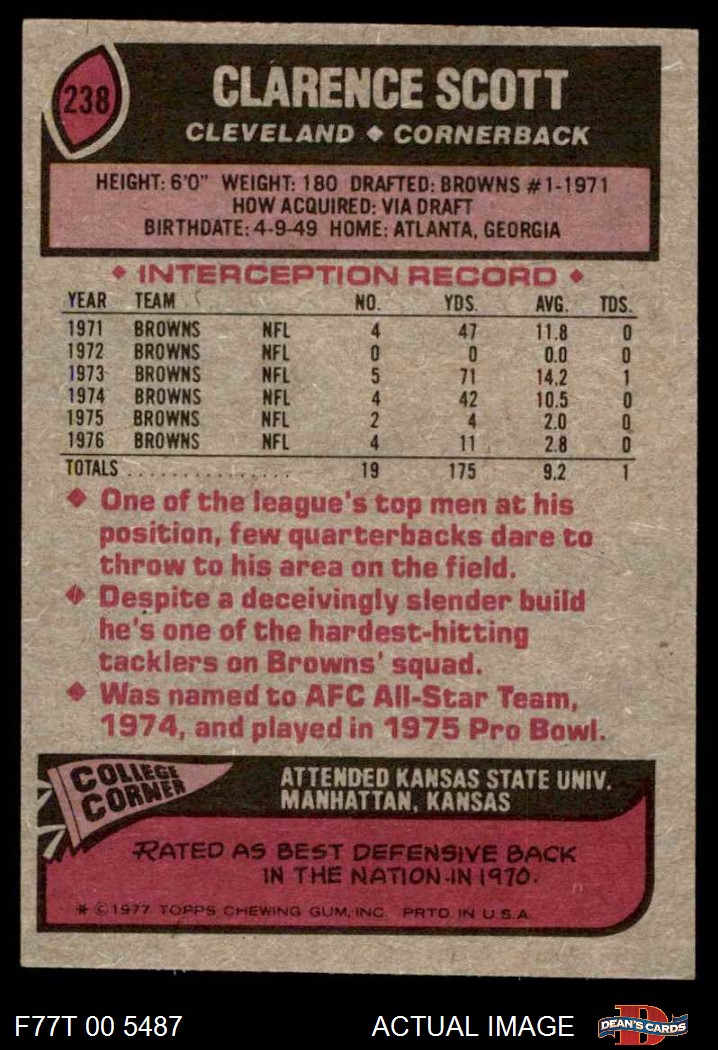 238
CLARENCE SCOTT
CLEVELAND ♦ CORNERBACK
HEIGHT: 6'0" WEIGHT: 180 DRAFTED: BROWNS #1-1971
HOW ACQUIRED: VIA DRAFT
BIRTHDATE: 4-9-49 HOME: ATLANTA, GEORGIA
♦ INTERCEPTION RECORD ♦
YEAR TEAM NO. YDS. AVG. TDS.
1971 BROWNS NFL 4 47 11.8 0
1972 BROWNS NFL 0 0 0.0 0
1973 BROWNS NFL 5 71 14.2 1
1974 BROWNS NFL 4 42 10.5 0
1975 BROWNS NFL 2 4 2.0 0
1976 BROWNS NFL 4 11 2.8 0
TOTALS ................ 19 175 9.2 1
♦ One of the league's top men at his
position, few quarterbacks dare to
throw to his area on the field.
♦ Despite a deceivingly slender build
he's one of the hardest-hitting
tacklers on Browns' squad.
♦ Was named to AFC All-Star Team,
1974, and played in 1975 Pro Bowl.
COLLEGE
CORNER
ATTENDED KANSAS STATE UNIV.
MANHATTAN, KANSAS
RATED AS BEST DEFENSIVE BACK
IN THE NATION IN 1970.
* ©1977 TOPPS CHEWING GUM, INC. PRTD. IN U.S.A.
F77T 00 5487
ACTUAL IMAGE
D
DEAN'S CARDS